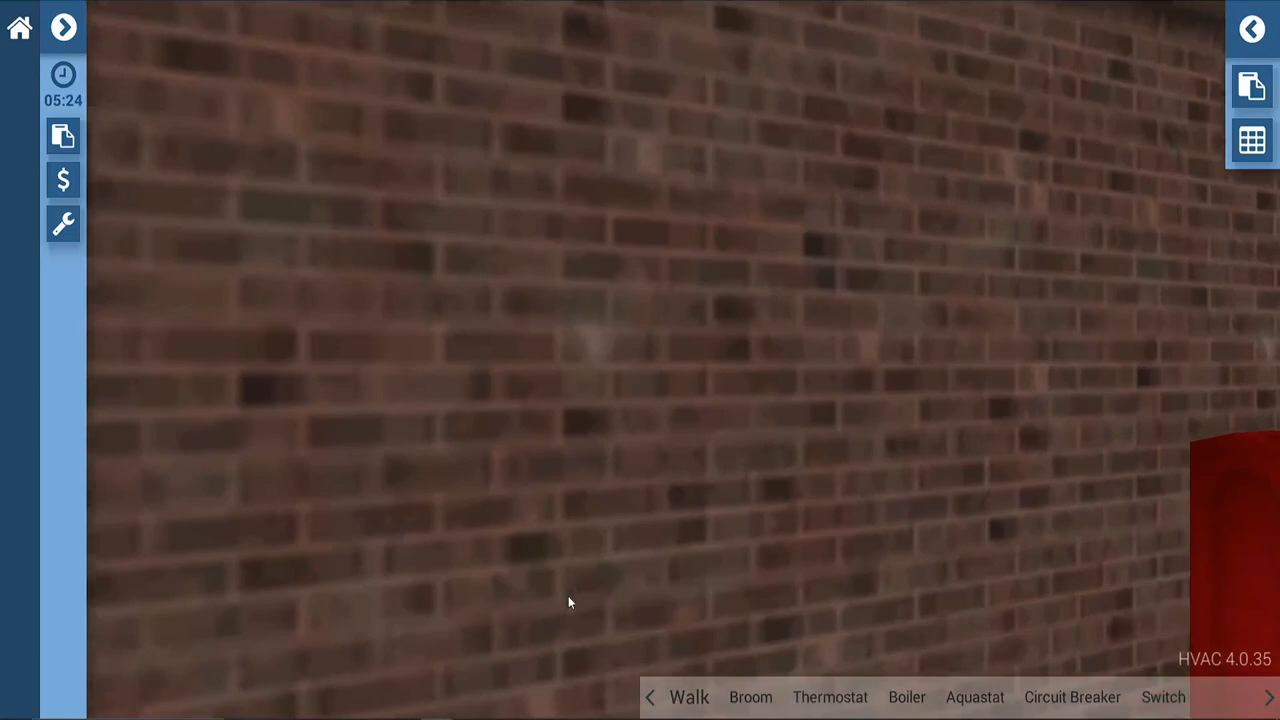 05:24
$
HVAC 4.0.35
Walk Broom Thermostat Boiler Aquastat Circuit Breaker Switch